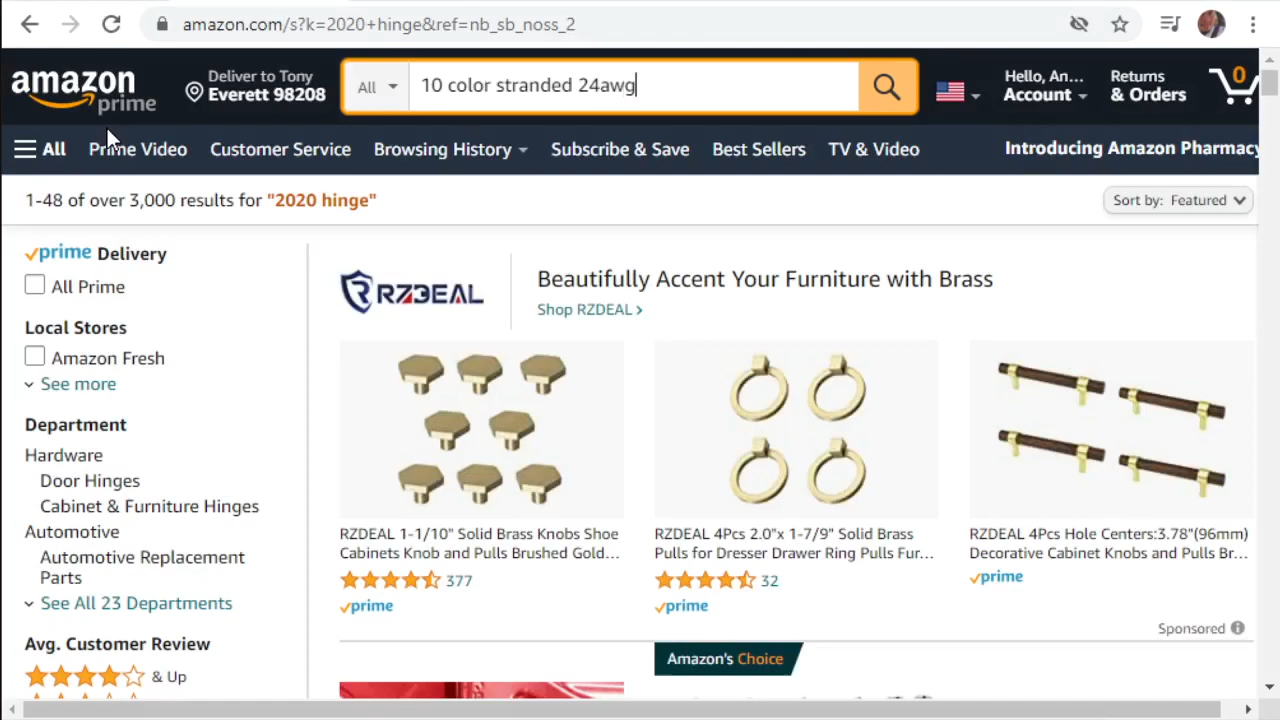 amazon.com/s?k=2020+hinge&ref=nb_sb_noss_2
amazon
prime
Deliver to Tony
Everett 98208
All
10 color stranded 24awg
Hello, An...
Account
Returns
& Orders
0
All
Prime Video
Customer Service
Browsing History
Subscribe & Save
Best Sellers
TV & Video
Introducing Amazon Pharmacy
1-48 of over 3,000 results for "2020 hinge"
Sort by: Featured
prime Delivery
All Prime
Local Stores
Amazon Fresh
See more
Department
Hardware
Door Hinges
Cabinet & Furniture Hinges
Automotive
Automotive Replacement
Parts
See All 23 Departments
Avg. Customer Review
& Up
RZDEAL
Beautifully Accent Your Furniture with Brass
Shop RZDEAL ›
RZDEAL 1-1/10" Solid Brass Knobs Shoe
Cabinets Knob and Pulls Brushed Gold...
377
prime
RZDEAL 4Pcs 2.0"x 1-7/9" Solid Brass
Pulls for Dresser Drawer Ring Pulls Fur...
32
prime
RZDEAL 4Pcs Hole Centers:3.78"(96mm)
Decorative Cabinet Knobs and Pulls Br...
prime
Sponsored
Amazon's Choice